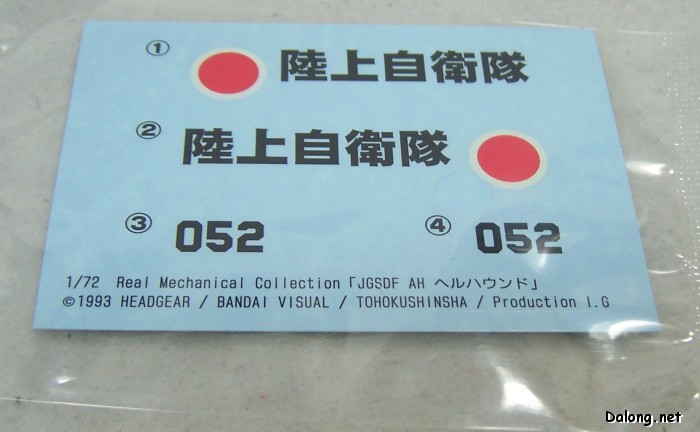 ① 陸上自衛隊
② 陸上自衛隊
③ 052 ④ 052
1/72 Real Mechanical Collection「JGSDF AH ヘルハウンド」
©1993 HEADGEAR / BANDAI VISUAL / TOHOKUSHINSHA / Production I.G
Dalong.net